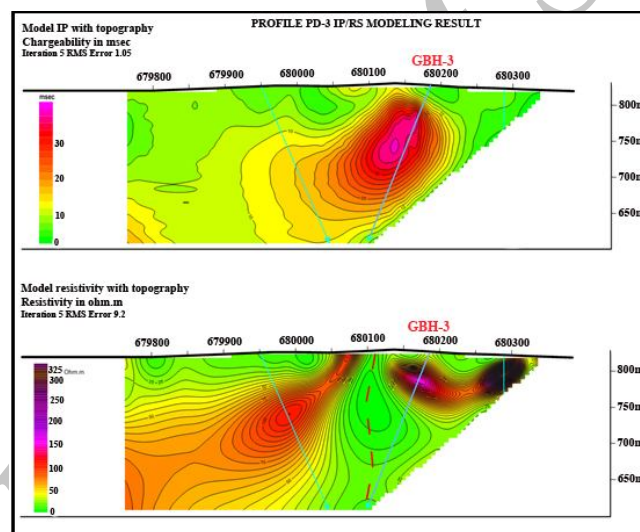 PROFILE PD-3 IP/RS MODELING RESULT
Model IP with topography
Chargeability in msec
Iteration 5 RMS Error 1.05
GBH-3
679800 679900 680000 680100 680200 680300
msec
30
20
10
0
800m
750m
700m
650m
Model resistivity with topography
Resistivity in ohm.m
Iteration 5 RMS Error 9.2
GBH-3
679800 679900 680000 680100 680200 680300
325 Ohm.m
300
250
200
150
100
50
0
800m
750m
700m
650m